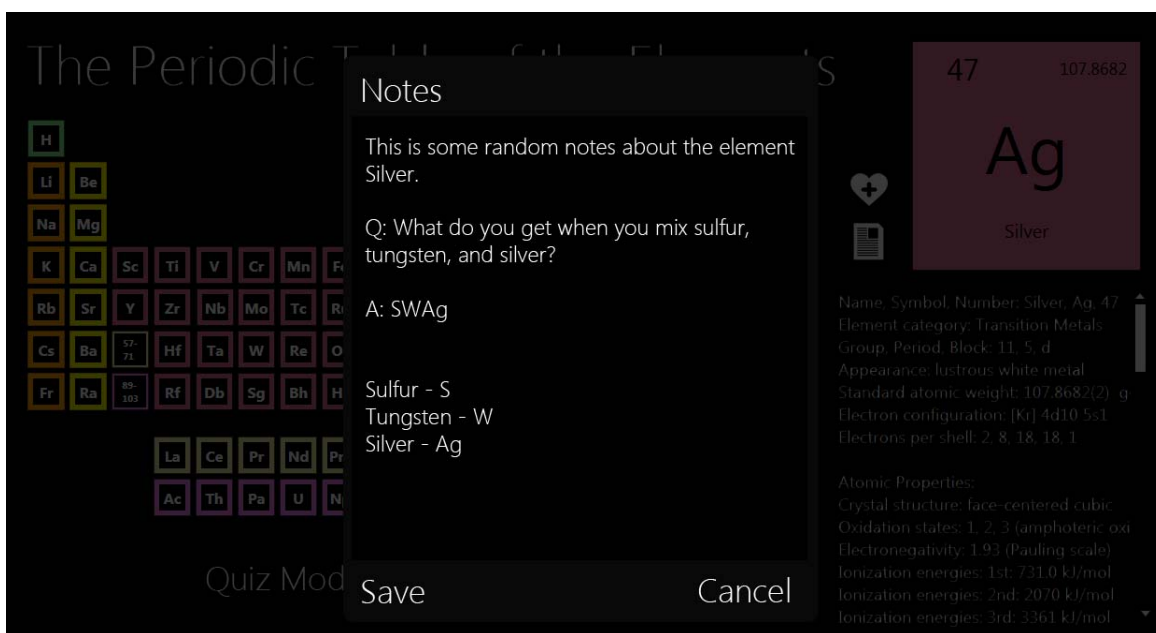 The Periodic T
s
H
Li Be
Na Mg
K Ca Sc Ti V Cr Mn
Rb Sr Y Zr Nb Mo Tc
Cs Ba 57-71 Hf Ta W Re
Fr Ra 89-103 Rf Db Sg Bh
La Ce Pr Nd
Ac Th Pa U
Quiz Mod
Notes
This is some random notes about the element
Silver.
Q: What do you get when you mix sulfur,
tungsten, and silver?
A: SWAg
Sulfur - S
Tungsten - W
Silver - Ag
Save Cancel
47 107.8682
Ag
Silver
Name, Symbol, Number: Silver, Ag, 47
Element category: Transition Metals
Group, Period, Block: 11, 5, d
Appearance: lustrous white metal
Standard atomic weight: 107.8682(2) g
Electron configuration: [Kr] 4d10 5s1
Electrons per shell: 2, 8, 18, 18, 1
Atomic Properties:
Crystal structure: face-centered cubic
Oxidation states: 1, 2, 3 (amphoteric oxi
Electronegativity: 1.93 (Pauling scale)
Ionization energies: 1st: 731.0 kJ/mol
Ionization energies: 2nd: 2070 kJ/mol
Ionization energies: 3rd: 3361 kJ/mol